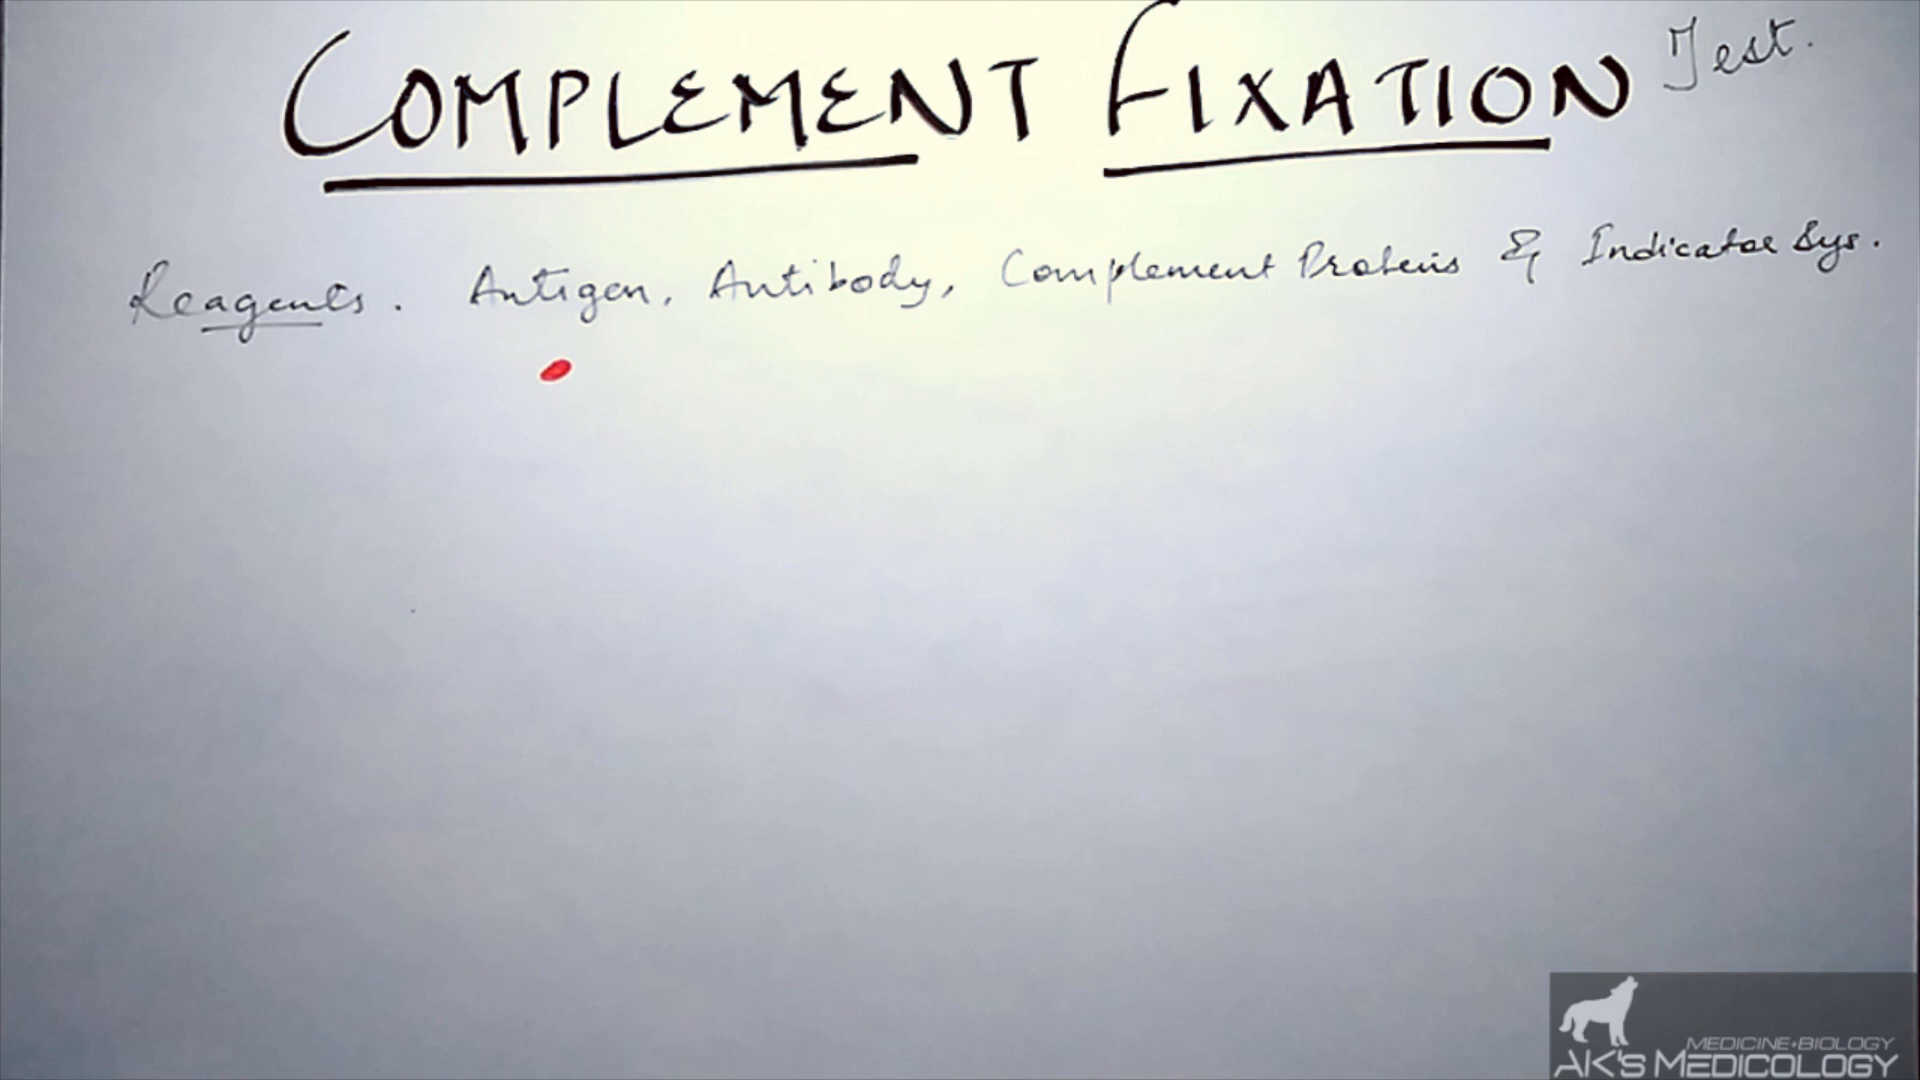 COMPLEMENT FIXATION Test.
Reagents. Antigen, Antibody, Complement Proteins & Indicator Sys.
MEDICINE+BIOLOGY
AK'S MEDICOLOGY